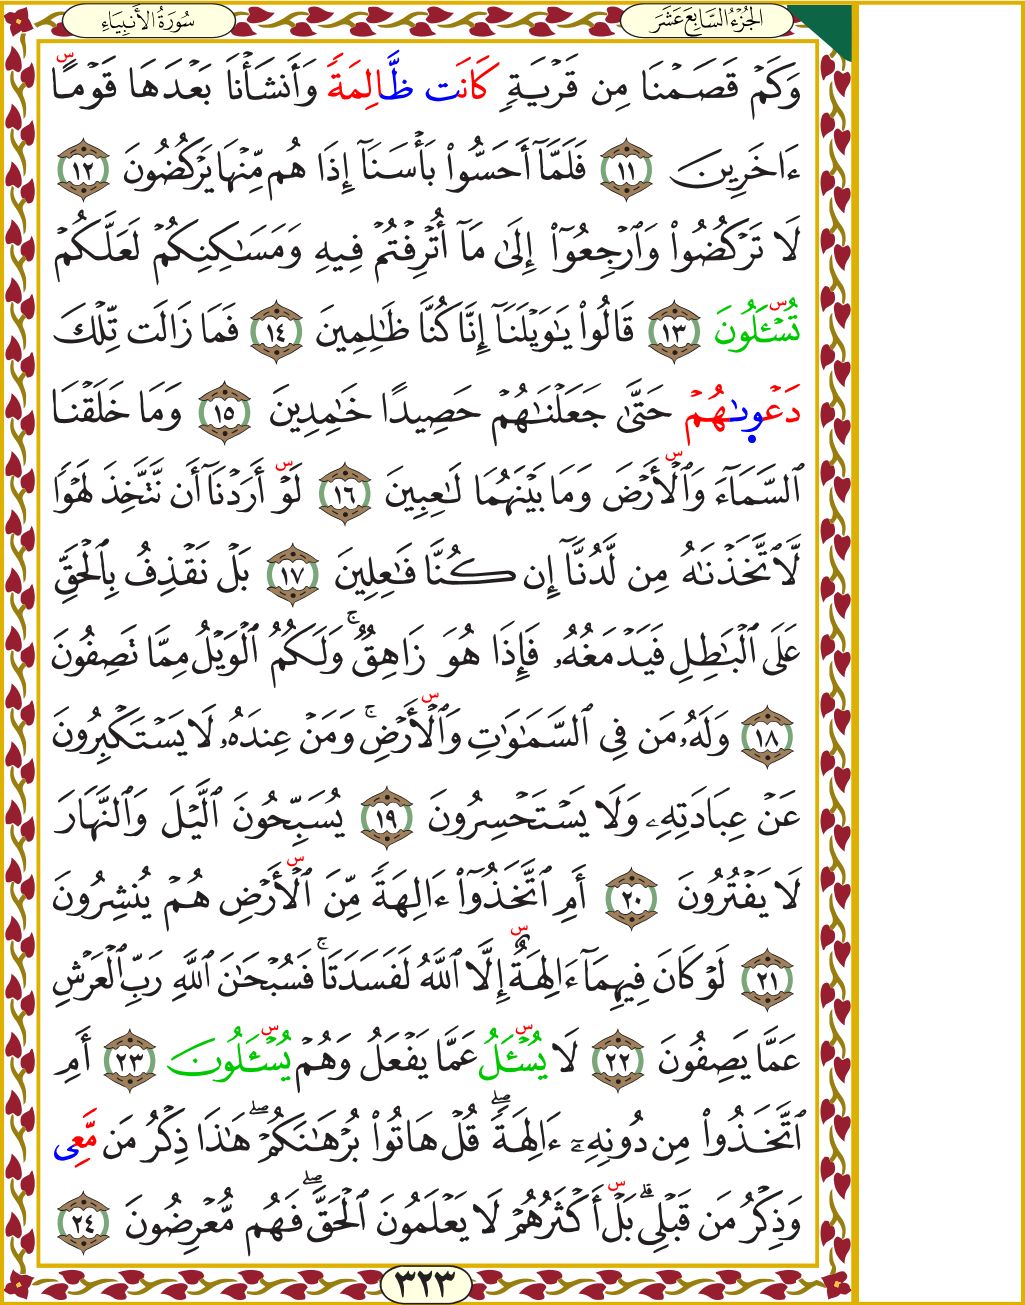 الجُزْءُ السَّابِعَ عَشَرَ
سُورَةُ الأَنبِيَاءِ
وَكَمۡ قَصَمۡنَا مِن قَرۡيَةٖ كَانَت ظَّالِمَةٗ وَأَنشَأۡنَا بَعۡدَهَا قَوۡمًا
ءَاخَرِينَ ١١ فَلَمَّآ أَحَسُّواْ بَأۡسَنَآ إِذَا هُم مِّنۡهَا يَرۡكُضُونَ ١٢
لَا تَرۡكُضُواْ وَٱرۡجِعُوٓاْ إِلَىٰ مَآ أُتۡرِفۡتُمۡ فِيهِ وَمَسَٰكِنِكُمۡ لَعَلَّكُمۡ
تُسۡـَٔلُونَ ١٣ قَالُواْ يَٰوَيۡلَنَآ إِنَّا كُنَّا ظَٰلِمِينَ ١٤ فَمَا زَالَت تِّلۡكَ
دَعۡوىٰهُمۡ حَتَّىٰ جَعَلۡنَٰهُمۡ حَصِيدًا خَٰمِدِينَ ١٥ وَمَا خَلَقۡنَا
ٱلسَّمَآءَ وَٱلۡأَرۡضَ وَمَا بَيۡنَهُمَا لَٰعِبِينَ ١٦ لَوۡ أَرَدۡنَآ أَن نَّتَّخِذَ لَهۡوٗا
لَّٱتَّخَذۡنَٰهُ مِن لَّدُنَّآ إِن كُنَّا فَٰعِلِينَ ١٧ بَلۡ نَقۡذِفُ بِٱلۡحَقِّ
عَلَى ٱلۡبَٰطِلِ فَيَدۡمَغُهُۥ فَإِذَا هُوَ زَاهِقٞۚ وَلَكُمُ ٱلۡوَيۡلُ مِمَّا تَصِفُونَ
١٨ وَلَهُۥ مَن فِي ٱلسَّمَٰوَٰتِ وَٱلۡأَرۡضِۚ وَمَنۡ عِندَهُۥ لَا يَسۡتَكۡبِرُونَ
عَنۡ عِبَادَتِهِۦ وَلَا يَسۡتَحۡسِرُونَ ١٩ يُسَبِّحُونَ ٱلَّيۡلَ وَٱلنَّهَارَ
لَا يَفۡتُرُونَ ٢٠ أَمِ ٱتَّخَذُوٓاْ ءَالِهَةٗ مِّنَ ٱلۡأَرۡضِ هُمۡ يُنشِرُونَ
٢١ لَوۡ كَانَ فِيهِمَآ ءَالِهَةٌ إِلَّا ٱللَّهُ لَفَسَدَتَاۚ فَسُبۡحَٰنَ ٱللَّهِ رَبِّ ٱلۡعَرۡشِ
عَمَّا يَصِفُونَ ٢٢ لَا يُسۡـَٔلُ عَمَّا يَفۡعَلُ وَهُمۡ يُسۡـَٔلُونَ ٢٣ أَمِ
ٱتَّخَذُواْ مِن دُونِهِۦٓ ءَالِهَةٗۖ قُلۡ هَاتُواْ بُرۡهَٰنَكُمۡۖ هَٰذَا ذِكۡرُ مَن مَّعِي
وَذِكۡرُ مَن قَبۡلِيۗ بَلۡ أَكۡثَرُهُمۡ لَا يَعۡلَمُونَ ٱلۡحَقَّۖ فَهُم مُّعۡرِضُونَ ٢٤
٣٢٣